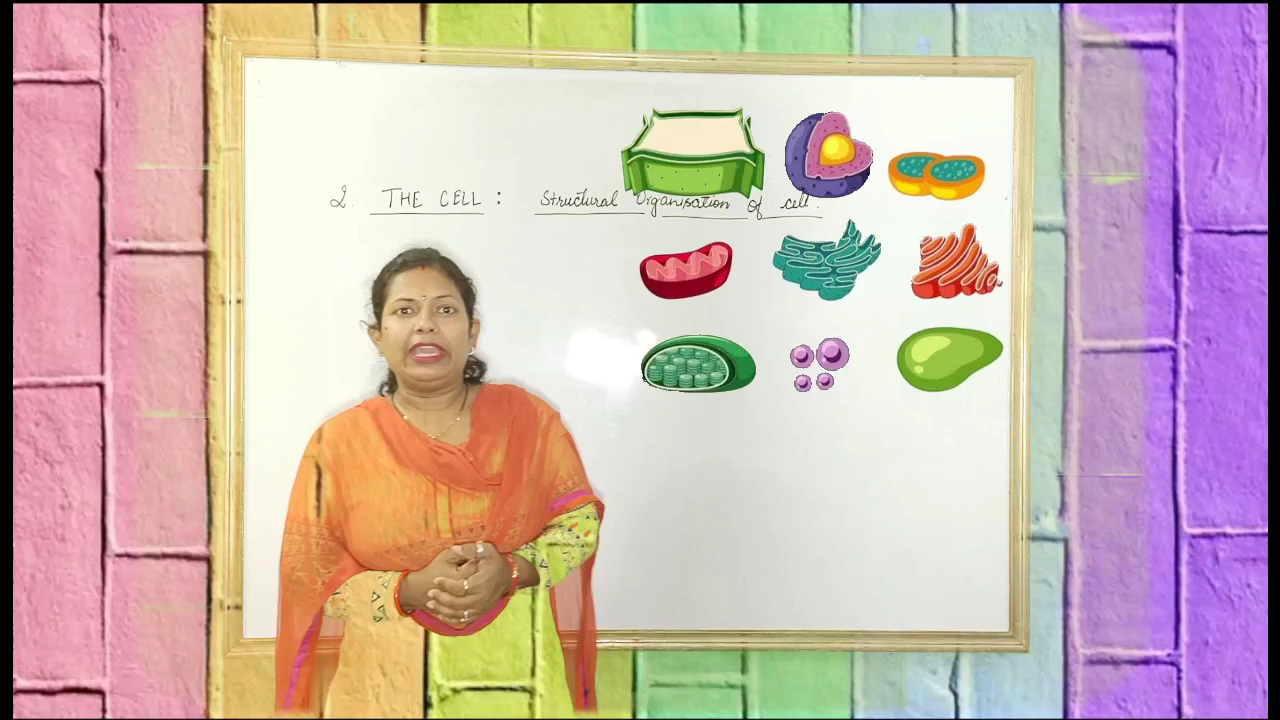 2. THE CELL : Structural Organisation of cell.